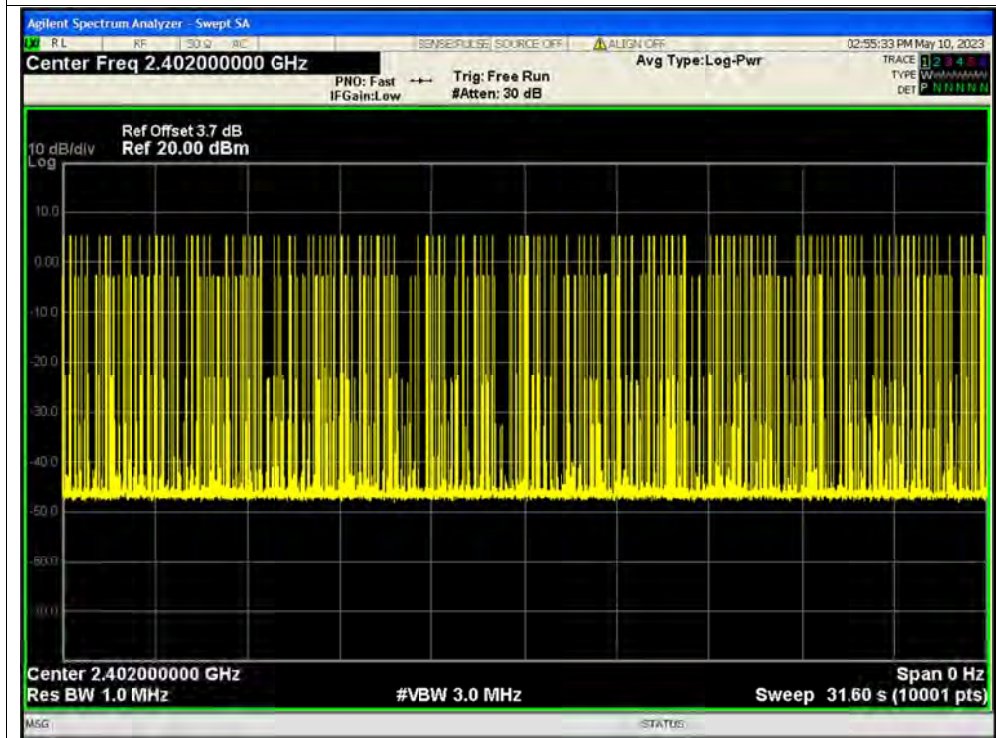 Agilent Spectrum Analyzer - Swept SA
LXI RL RF 50 Ω AC SENSE:PULSE SOURCE OFF ALIGN OFF 02:55:33 PM May 10, 2023
Center Freq 2.402000000 GHz Avg Type:Log-Pwr TRACE 1 2 3 4 5 6
PNO: Fast Trig: Free Run TYPE W
IFGain:Low #Atten: 30 dB DET P N N N N N
Ref Offset 3.7 dB
10 dB/div Ref 20.00 dBm
Log
10.0
0.00
-10.0
-20.0
-30.0
-40.0
-50.0
-60.0
Center 2.402000000 GHz Span 0 Hz
Res BW 1.0 MHz #VBW 3.0 MHz Sweep 31.60 s (10001 pts)
MSG STATUS